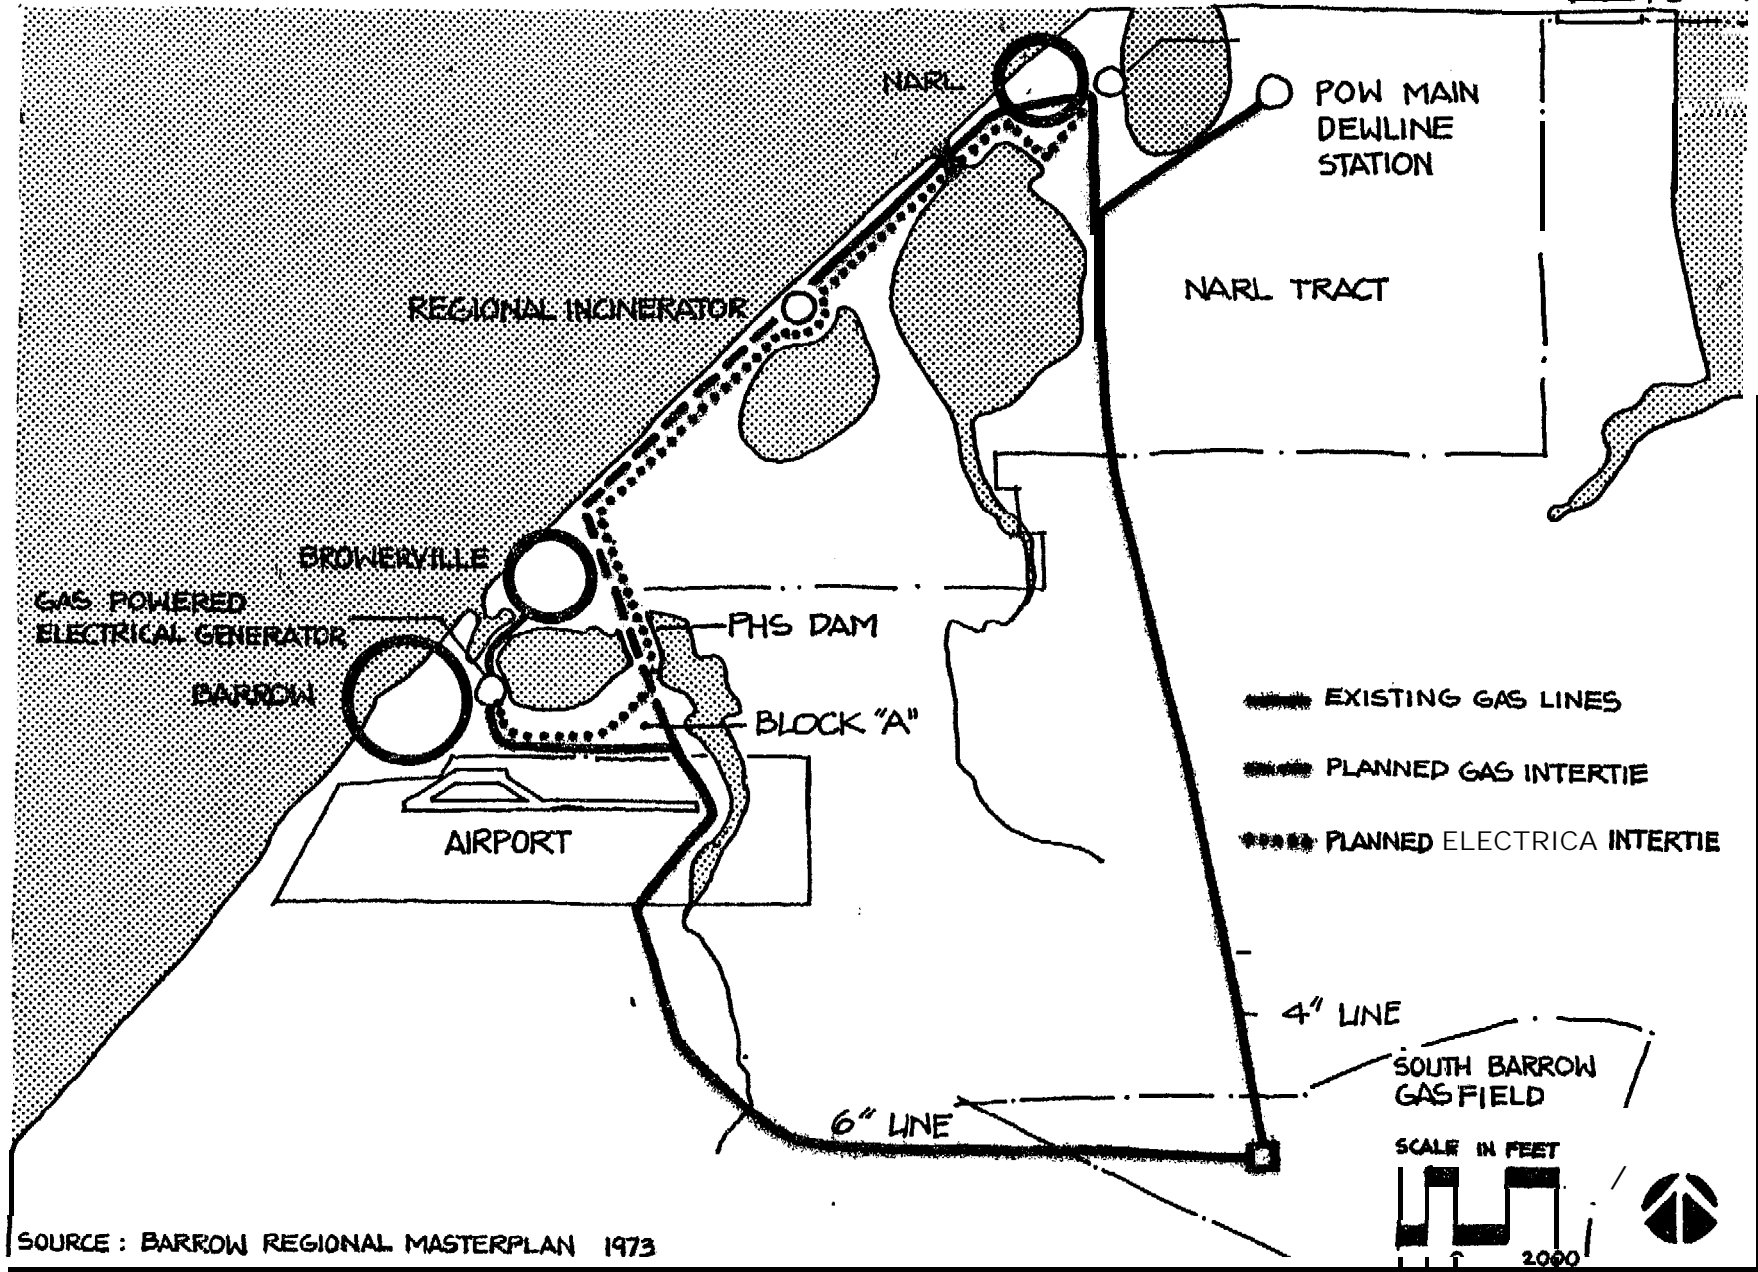 NARL
POW MAIN
DEWLINE
STATION
NARL TRACT
REGIONAL INCINERATOR
BROWERVILLE
GAS POWERED
ELECTRICAL GENERATOR
BARROW
PHS DAM
BLOCK "A"
AIRPORT
EXISTING GAS LINES
PLANNED GAS INTERTIE
PLANNED ELECTRICA INTERTIE
4" LINE
6" LINE
SOUTH BARROW
GAS FIELD
SCALE IN FEET
2000
SOURCE: BARROW REGIONAL MASTERPLAN 1973